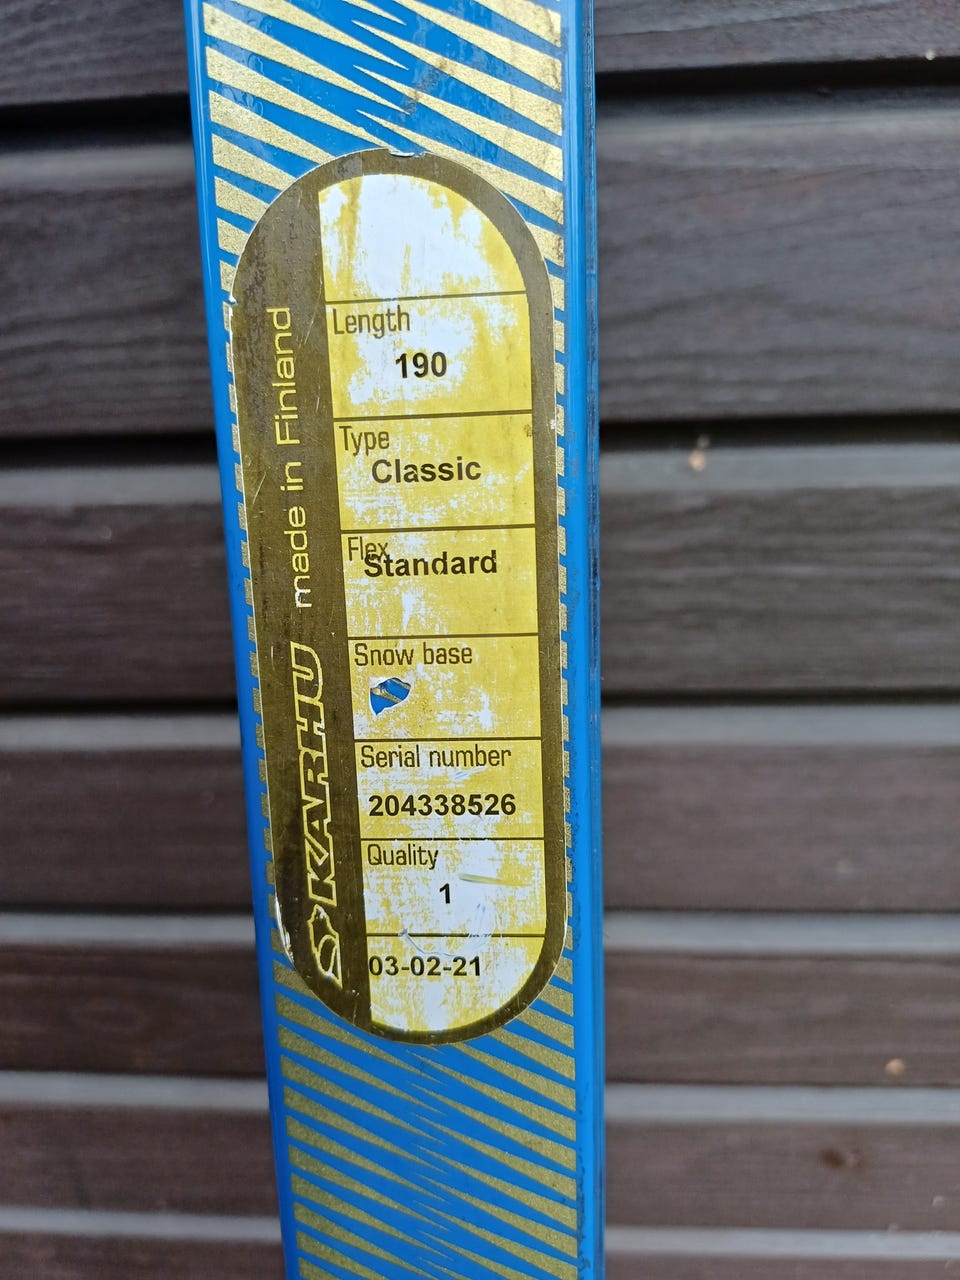 Length
190
Type
Classic
Flex
Standard
Snow base
Serial number
204338526
Quality
1
03-02-21
KARHU made in Finland